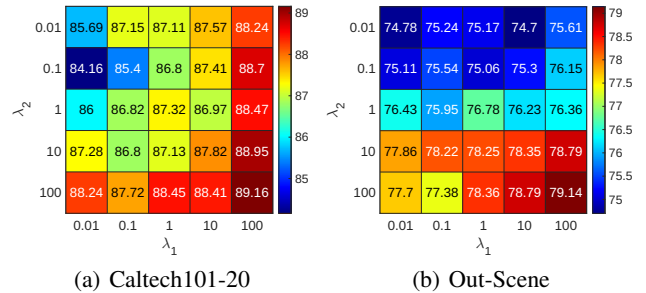 0.01 85.69 87.15 87.11 87.57 88.24
0.1 84.16 85.4 86.8 87.41 88.7
λ2 1 86 86.82 87.32 86.97 88.47
10 87.28 86.8 87.13 87.82 88.95
100 88.24 87.72 88.45 88.41 89.16
0.01 0.1 1 10 100
λ1
89
88
87
86
85
(a) Caltech101-20
0.01 74.78 75.24 75.17 74.7 75.61
0.1 75.11 75.54 75.06 75.3 76.15
λ2 1 76.43 75.95 76.78 76.23 76.36
10 77.86 78.22 78.25 78.35 78.79
100 77.7 77.38 78.36 78.79 79.14
0.01 0.1 1 10 100
λ1
79
78.5
78
77.5
77
76.5
76
75.5
75
(b) Out-Scene